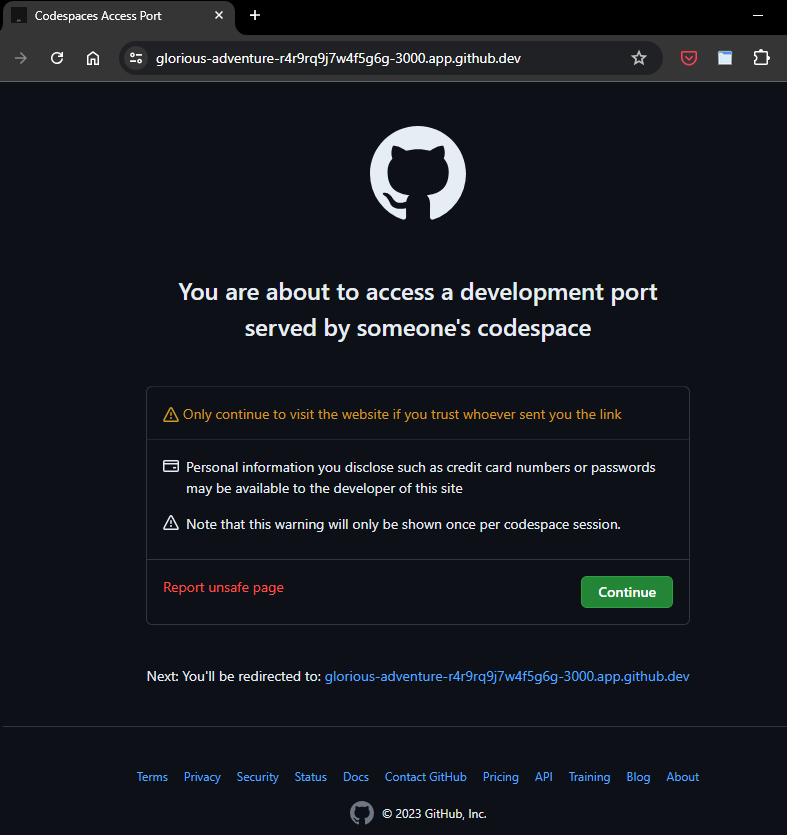 Codespaces Access Port
glorious-adventure-r4r9rq9j7w4f5g6g-3000.app.github.dev
You are about to access a development port
served by someone's codespace
Only continue to visit the website if you trust whoever sent you the link
Personal information you disclose such as credit card numbers or passwords
may be available to the developer of this site
Note that this warning will only be shown once per codespace session.
Report unsafe page
Continue
Next: You'll be redirected to: glorious-adventure-r4r9rq9j7w4f5g6g-3000.app.github.dev
Terms Privacy Security Status Docs Contact GitHub Pricing API Training Blog About
© 2023 GitHub, Inc.